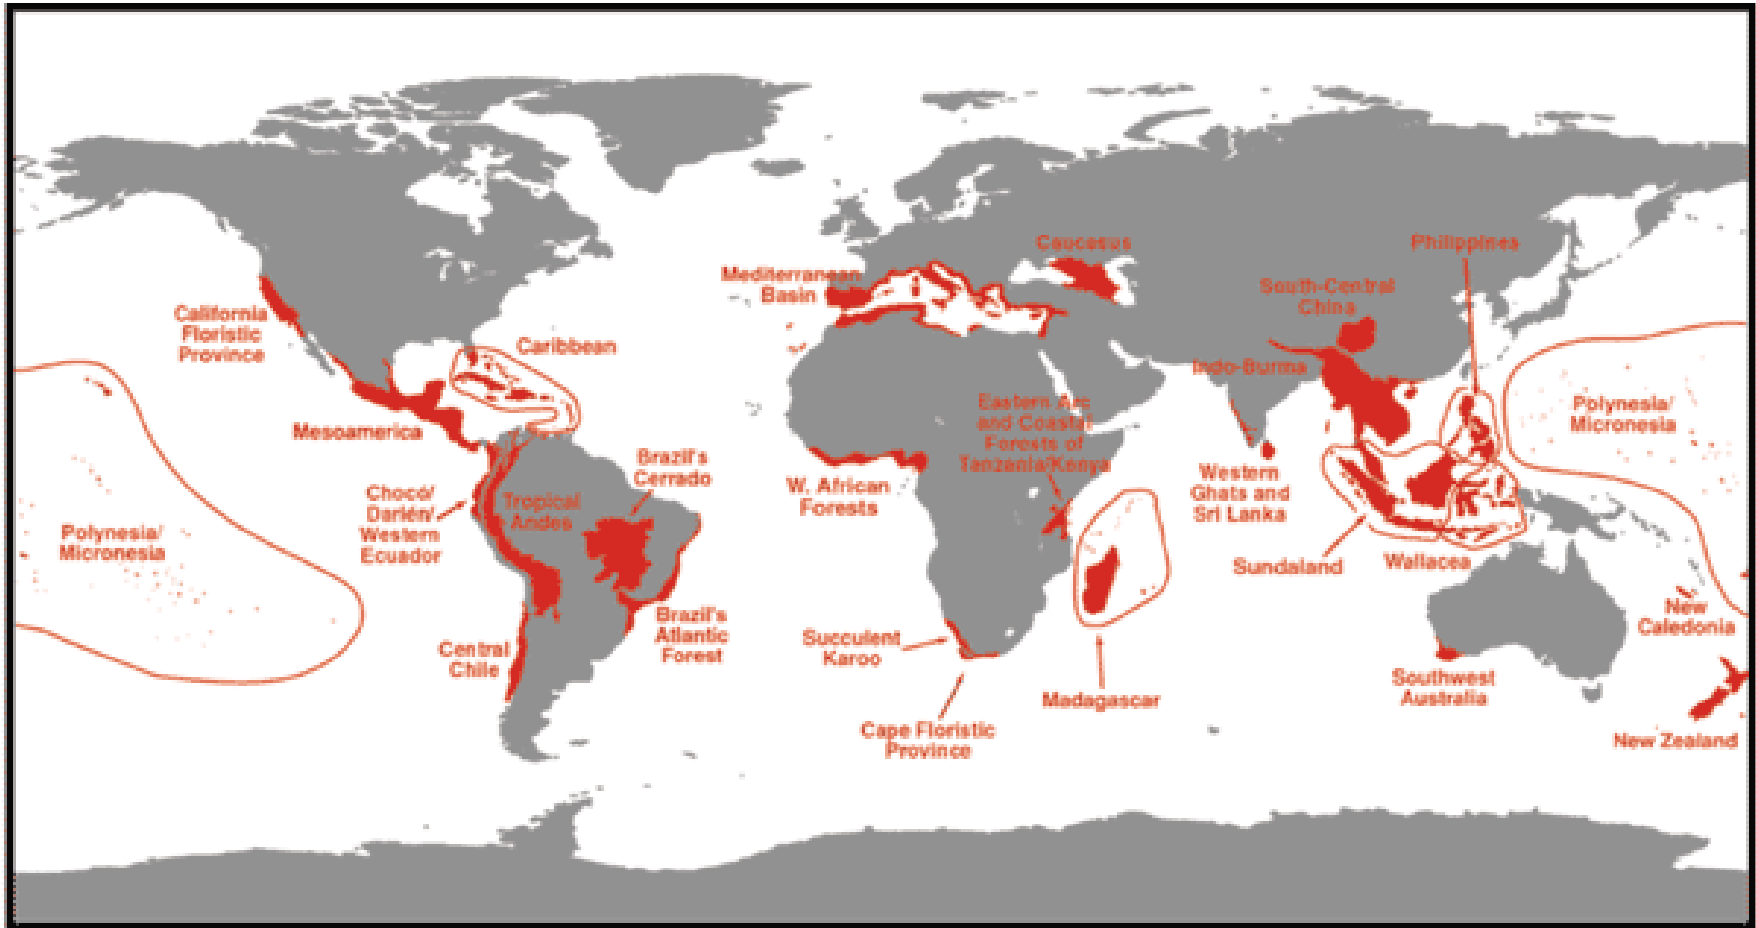 Caucasus
Philippines
Mediterranean
Basin
South-Central
China
California
Floristic
Province
Caribbean
Indo-Burma
Eastern Arc
and Coastal
Forests of
Tanzania/Kenya
Polynesia/
Micronesia
Mesoamerica
Brazil's
Cerrado
W. African
Forests
Western
Ghats and
Sri Lanka
Chocó/
Darién/
Western
Ecuador
Tropical
Andes
Polynesia/
Micronesia
Sundaland
Wallacea
New
Caledonia
Brazil's
Atlantic
Forest
Central
Chile
Succulent
Karoo
Madagascar
Southwest
Australia
Cape Floristic
Province
New Zealand